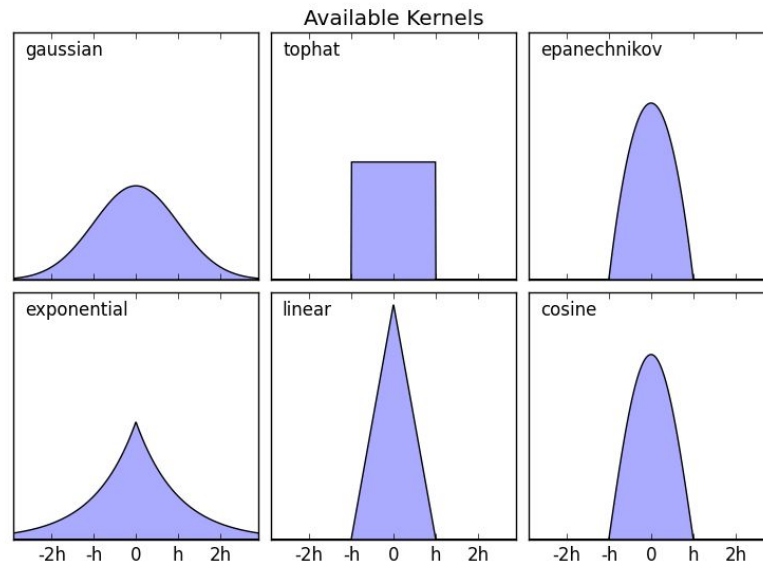 Available Kernels
gaussian
tophat
epanechnikov
exponential
linear
cosine
-2h -h 0 h 2h
-2h -h 0 h 2h
-2h -h 0 h 2h